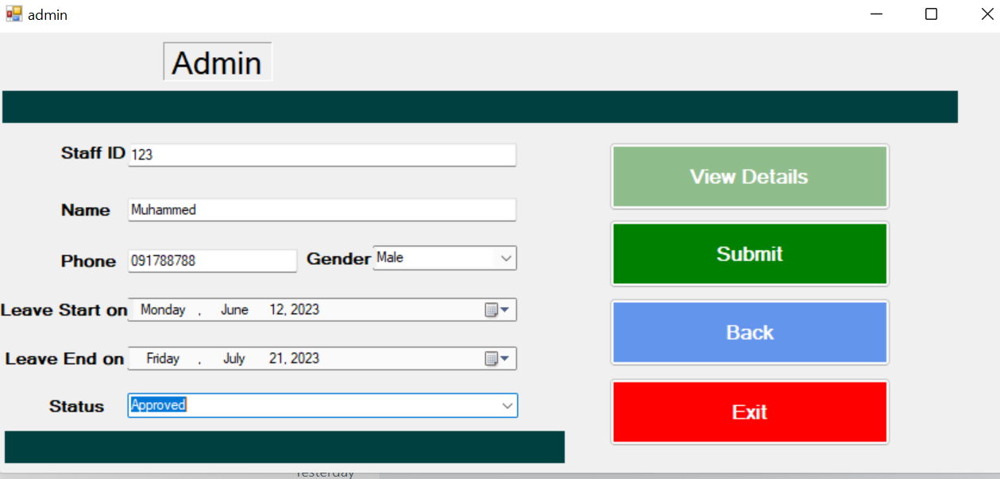 admin
Admin
Staff ID 123
View Details
Name Muhammed
Submit
Phone 091788788 Gender Male
Leave Start on Monday , June 12, 2023
Back
Leave End on Friday , July 21, 2023
Status Approved
Exit
Yesterday